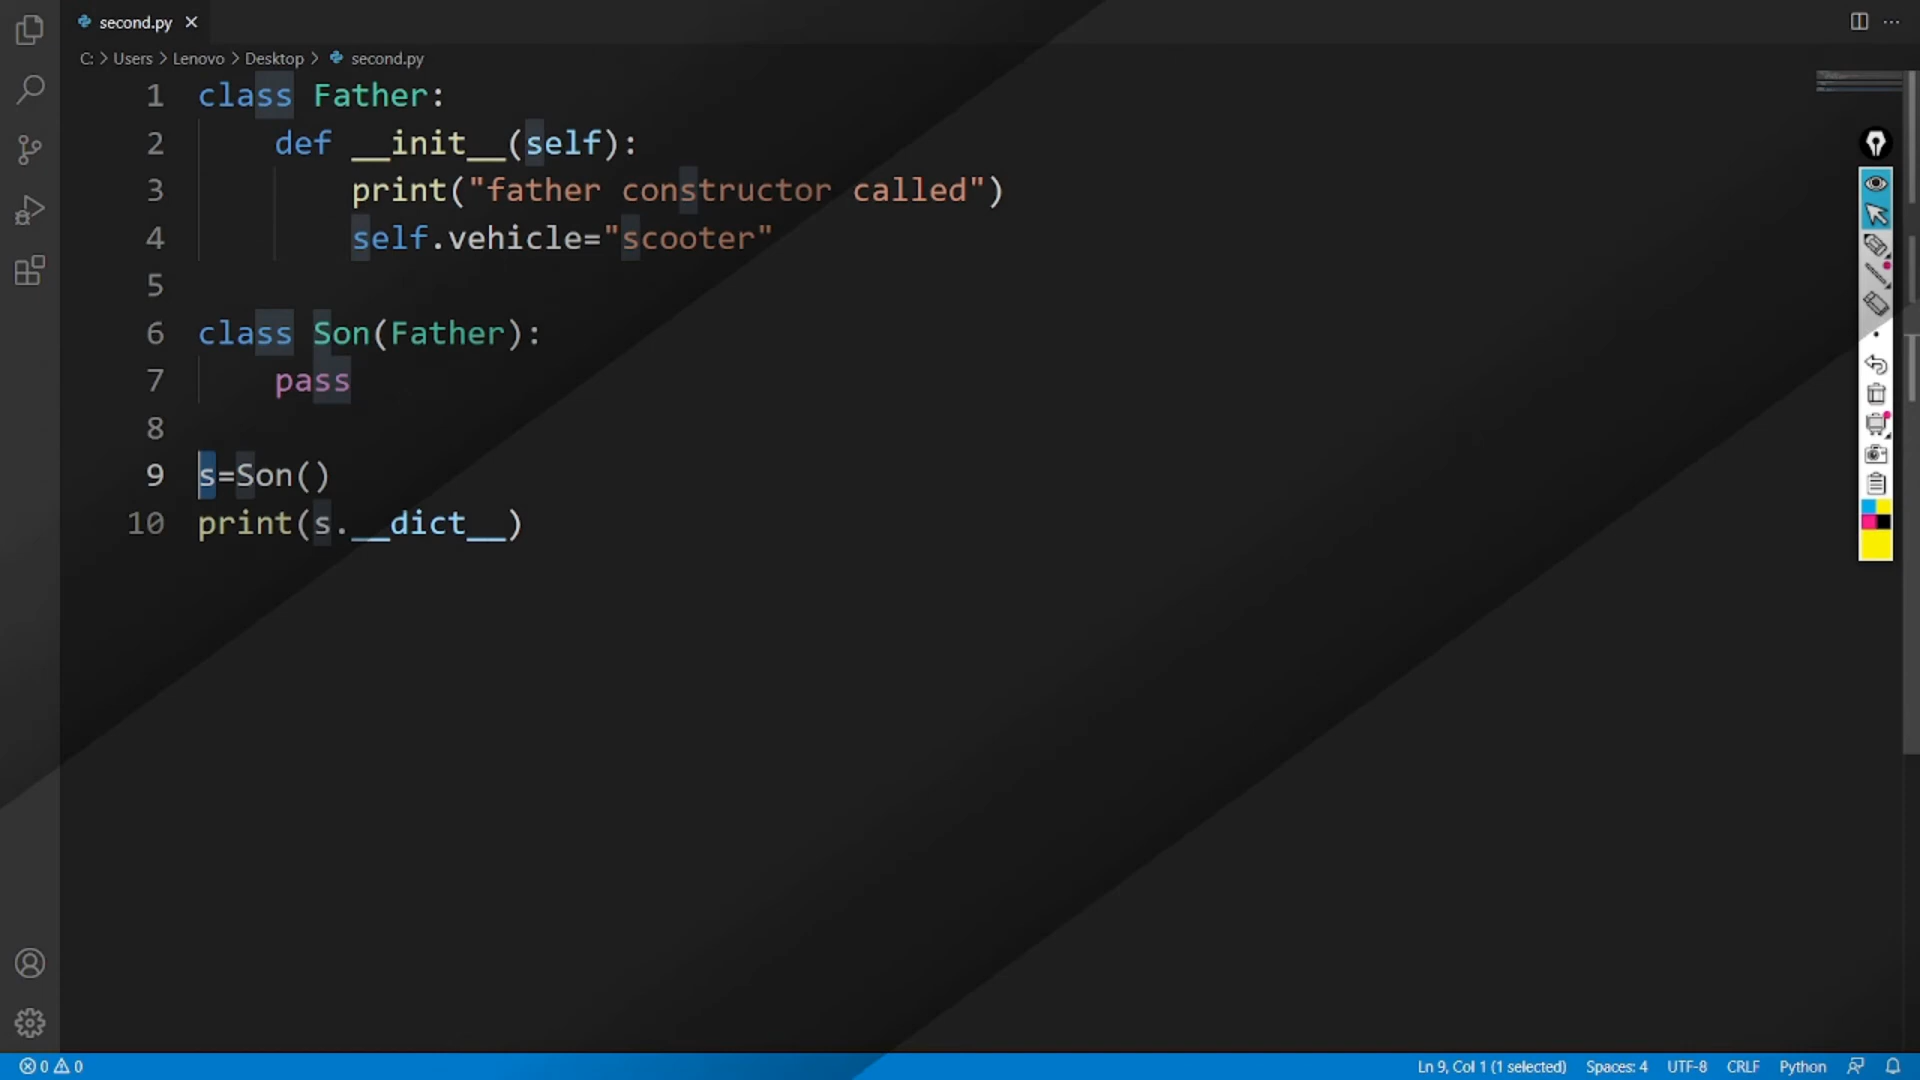 second.py
C: > Users > Lenovo > Desktop > second.py
1 class Father:
2     def __init__(self):
3         print("father constructor called")
4         self.vehicle="scooter"
5
6 class Son(Father):
7     pass
8
9 s=Son()
10 print(s.__dict__)
0 0 Ln 9, Col 1 (1 selected) Spaces: 4 UTF-8 CRLF Python